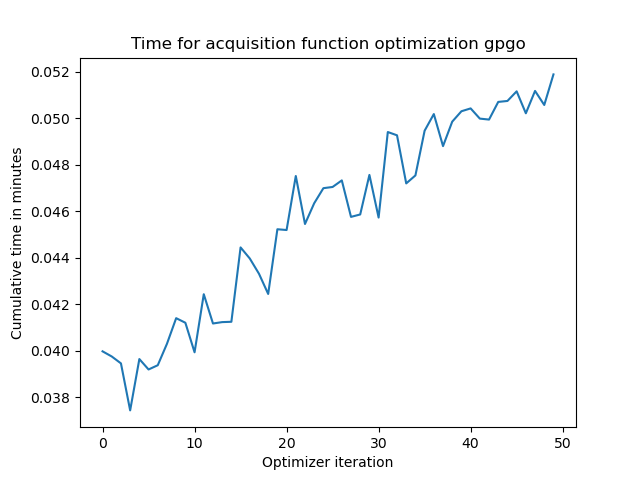 Time for acquisition function optimization gpgo
0.052
0.050
0.048
0.046
0.044
0.042
0.040
0.038
Cumulative time in minutes
0 10 20 30 40 50
Optimizer iteration